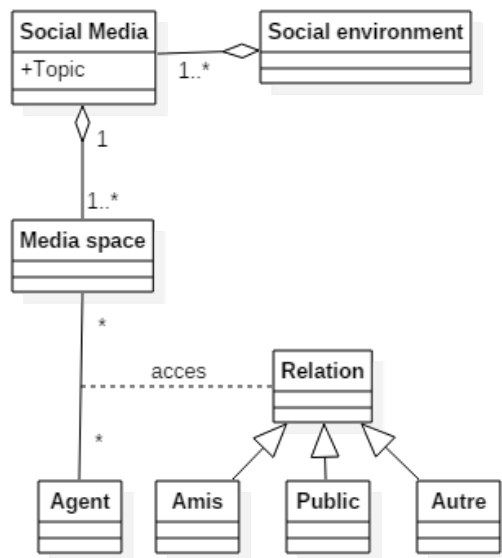 Social Media
Social environment
+Topic
1..*
1
1..*
Media space
*
acces
Relation
*
Agent
Amis
Public
Autre